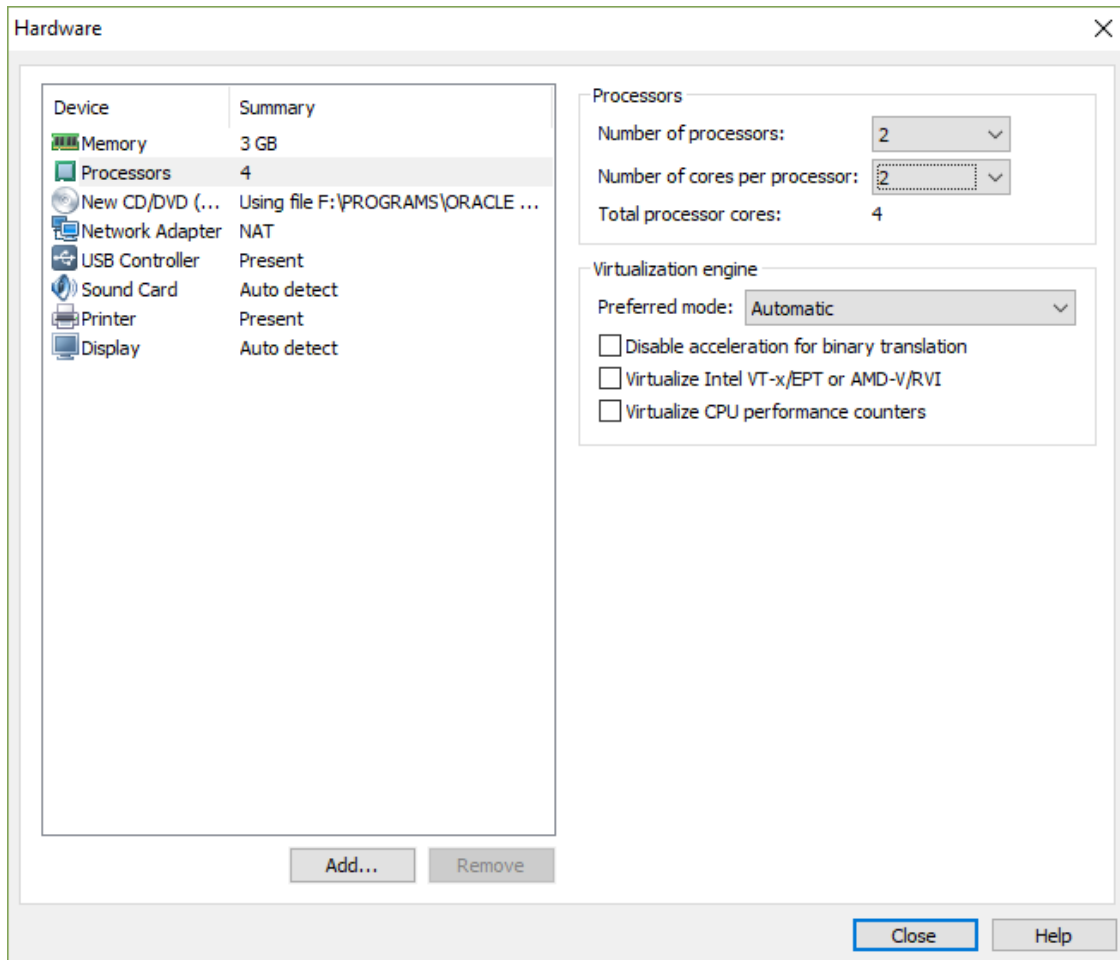 Hardware
Device Summary
Memory 3 GB
Processors 4
New CD/DVD (... Using file F:\PROGRAMS\ORACLE ...
Network Adapter NAT
USB Controller Present
Sound Card Auto detect
Printer Present
Display Auto detect
Add... Remove
Processors
Number of processors: 2
Number of cores per processor: 2
Total processor cores: 4
Virtualization engine
Preferred mode: Automatic
Disable acceleration for binary translation
Virtualize Intel VT-x/EPT or AMD-V/RVI
Virtualize CPU performance counters
Close Help